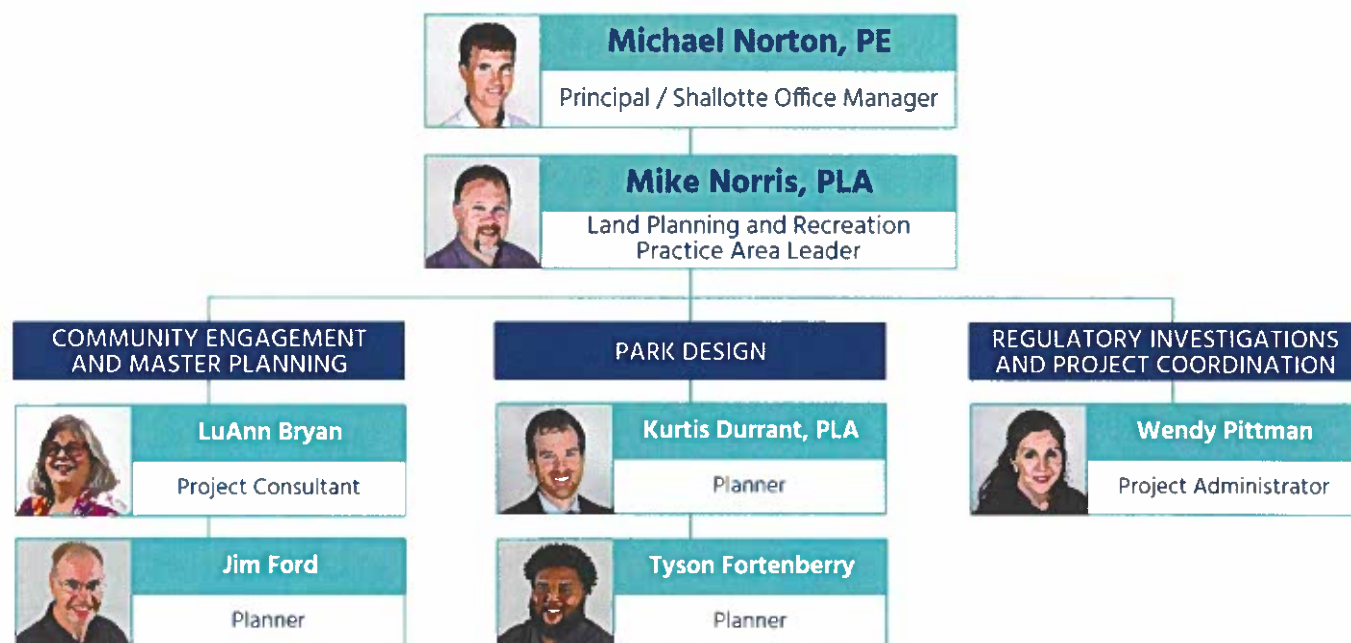 Michael Norton, PE
Principal / Shallotte Office Manager
Mike Norris, PLA
Land Planning and Recreation
Practice Area Leader
COMMUNITY ENGAGEMENT
AND MASTER PLANNING
LuAnn Bryan
Project Consultant
Jim Ford
Planner
PARK DESIGN
Kurtis Durrant, PLA
Planner
Tyson Fortenberry
Planner
REGULATORY INVESTIGATIONS
AND PROJECT COORDINATION
Wendy Pittman
Project Administrator